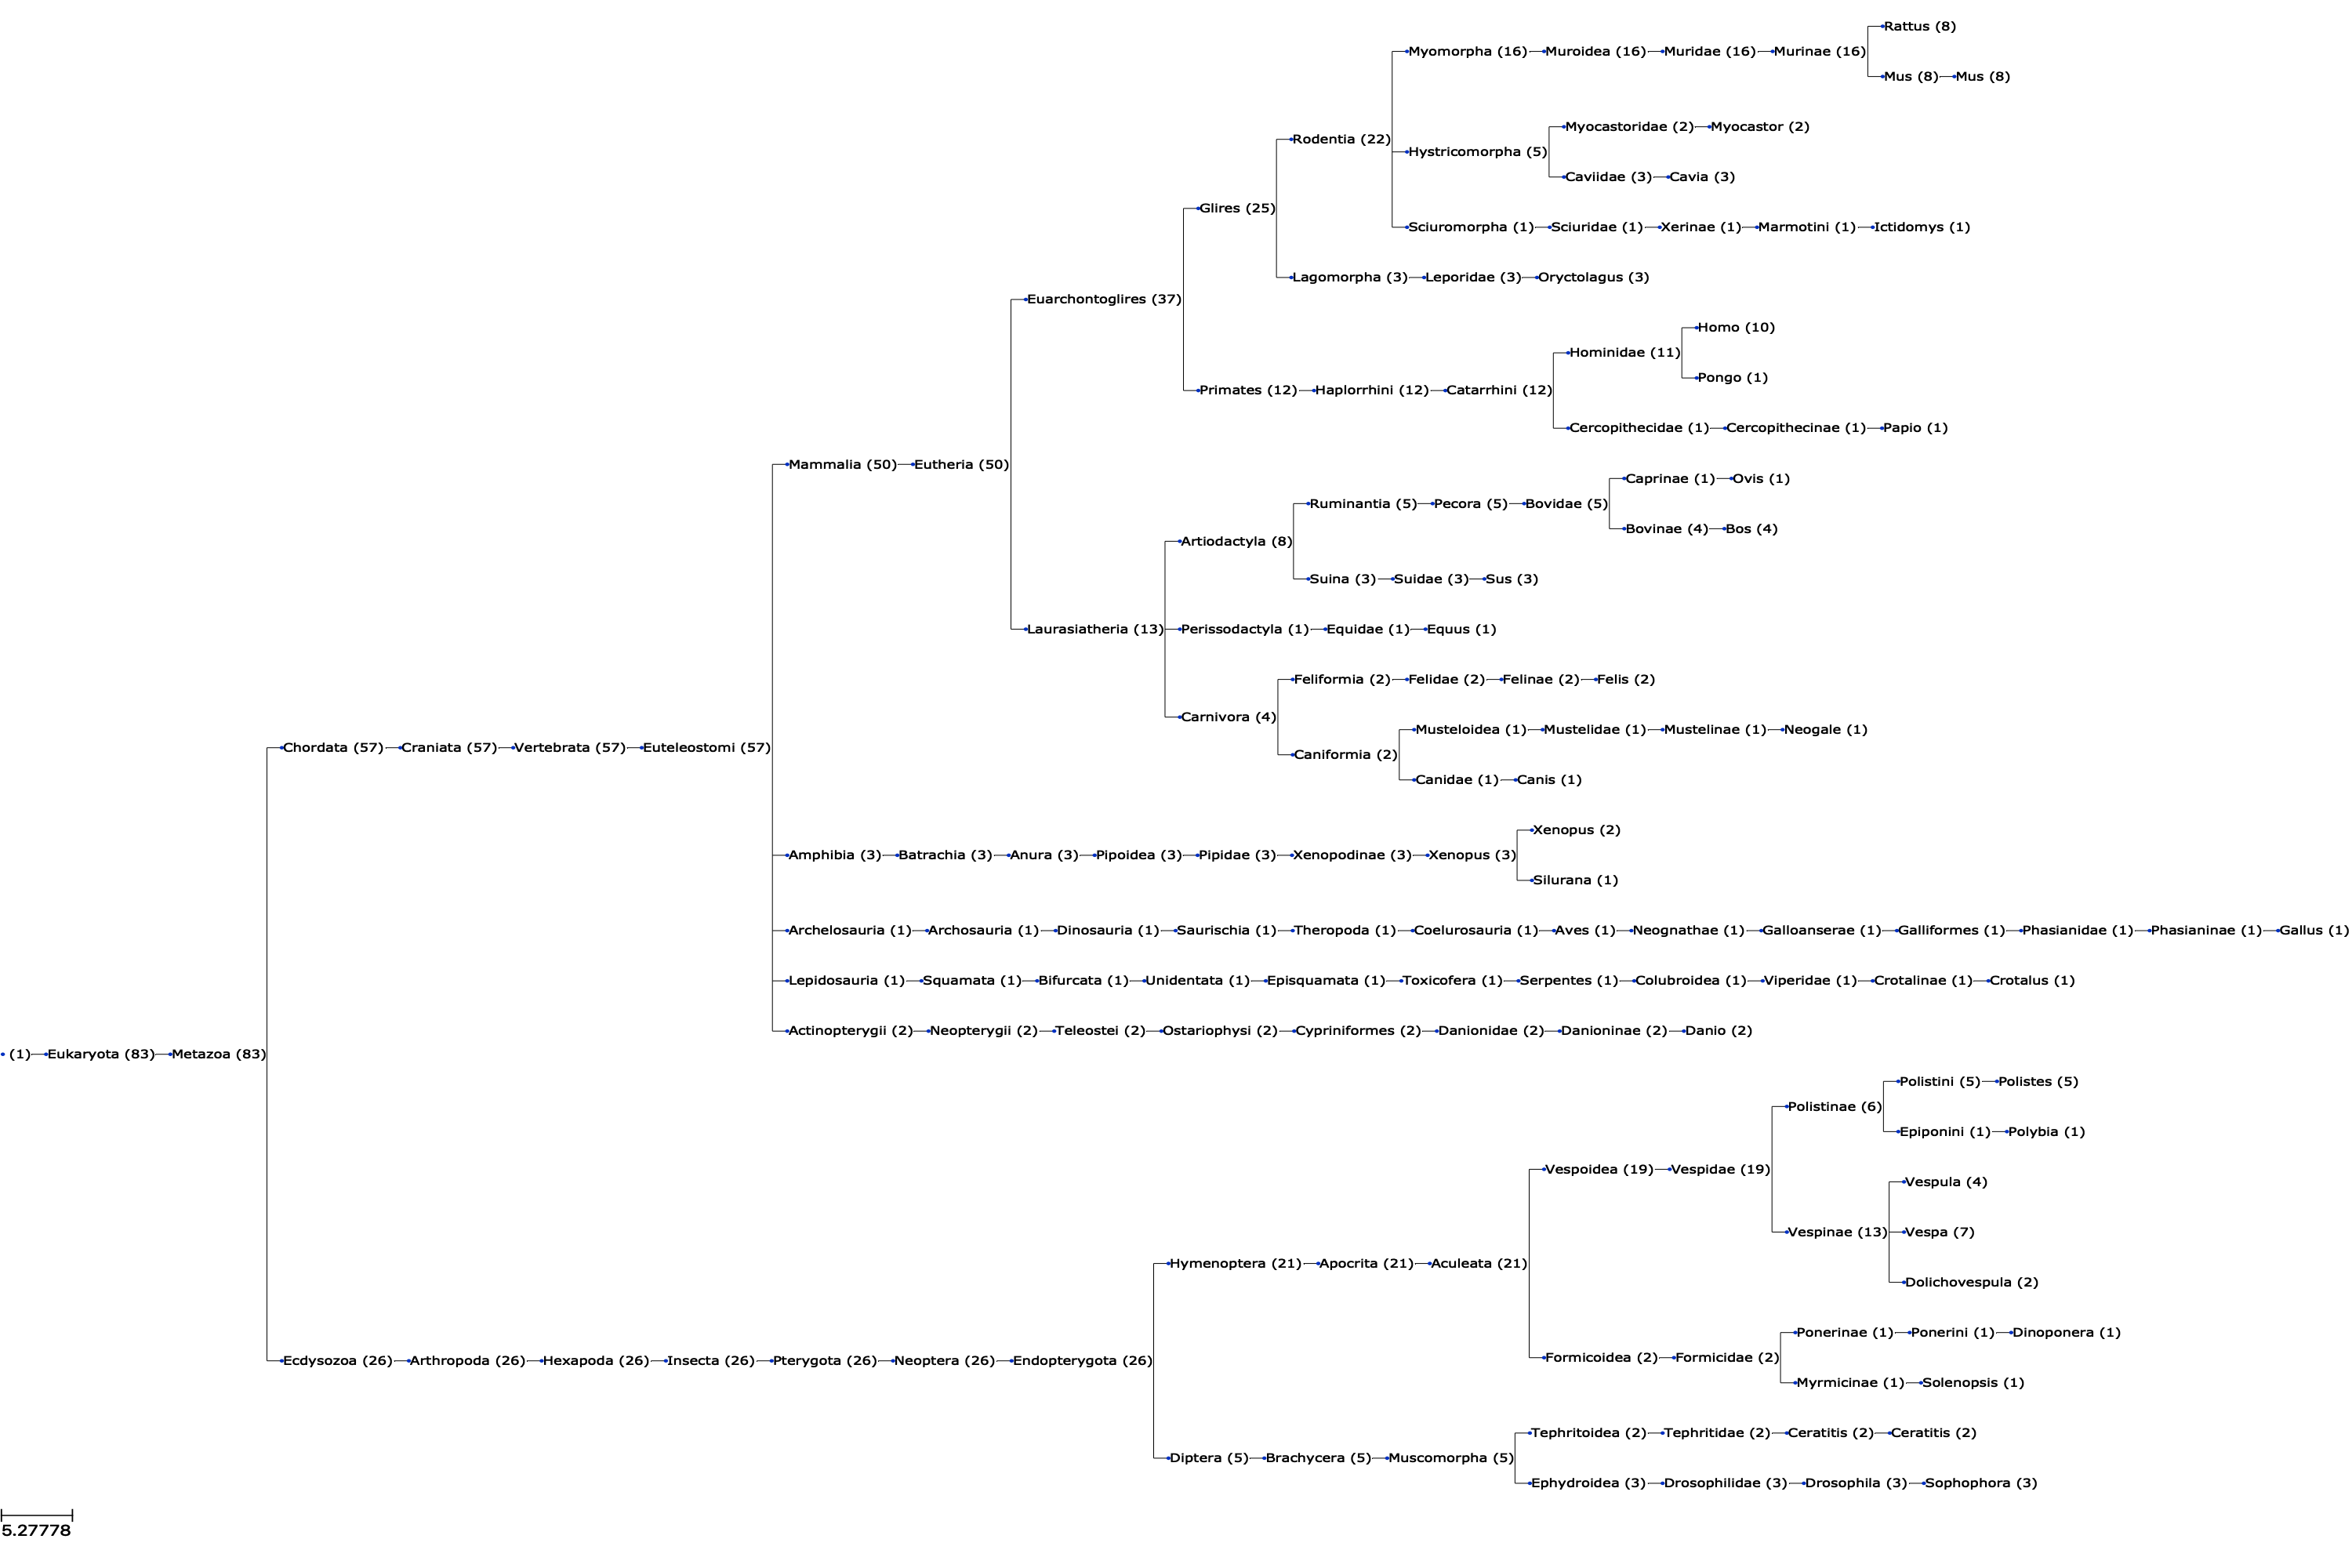 Rattus (8)
Myomorpha (16) Muroidea (16) Muridae (16) Murinae (16)
Mus (8) Mus (8)
Myocastoridae (2) Myocastor (2)
Rodentia (22)
Hystricomorpha (5)
Caviidae (3) Cavia (3)
Glires (25)
Sciuromorpha (1) Sciuridae (1) Xerinae (1) Marmotini (1) Ictidomys (1)
Lagomorpha (3) Leporidae (3) Oryctolagus (3)
Euarchontoglires (37)
Homo (10)
Hominidae (11)
Pongo (1)
Primates (12) Haplorrhini (12) Catarrhini (12)
Cercopithecidae (1) Cercopithecinae (1) Papio (1)
Mammalia (50) Eutheria (50)
Caprinae (1) Ovis (1)
Ruminantia (5) Pecora (5) Bovidae (5)
Bovinae (4) Bos (4)
Artiodactyla (8)
Suina (3) Suidae (3) Sus (3)
Laurasiatheria (13) Perissodactyla (1) Equidae (1) Equus (1)
Feliformia (2) Felidae (2) Felinae (2) Felis (2)
Carnivora (4)
Musteloidea (1) Mustelidae (1) Mustelinae (1) Neogale (1)
Chordata (57) Craniata (57) Vertebrata (57) Euteleostomi (57)
Caniformia (2)
Canidae (1) Canis (1)
Xenopus (2)
Amphibia (3) Batrachia (3) Anura (3) Pipoidea (3) Pipidae (3) Xenopodinae (3) Xenopus (3)
Silurana (1)
Archelosauria (1) Archosauria (1) Dinosauria (1) Saurischia (1) Theropoda (1) Coelurosauria (1) Aves (1) Neognathae (1) Galloanserae (1) Galliformes (1) Phasianidae (1) Phasianinae (1) Gallus (1)
Lepidosauria (1) Squamata (1) Bifurcata (1) Unidentata (1) Episquamata (1) Toxicofera (1) Serpentes (1) Colubroidea (1) Viperidae (1) Crotalinae (1) Crotalus (1)
Actinopterygii (2) Neopterygii (2) Teleostei (2) Ostariophysi (2) Cypriniformes (2) Danionidae (2) Danioninae (2) Danio (2)
(1) Eukaryota (83) Metazoa (83)
Polistini (5) Polistes (5)
Polistinae (6)
Epiponini (1) Polybia (1)
Vespoidea (19) Vespidae (19)
Vespula (4)
Vespinae (13) Vespa (7)
Hymenoptera (21) Apocrita (21) Aculeata (21)
Dolichovespula (2)
Ponerinae (1) Ponerini (1) Dinoponera (1)
Formicoidea (2) Formicidae (2)
Ecdysozoa (26) Arthropoda (26) Hexapoda (26) Insecta (26) Pterygota (26) Neoptera (26) Endopterygota (26)
Myrmicinae (1) Solenopsis (1)
Tephritoidea (2) Tephritidae (2) Ceratitis (2) Ceratitis (2)
Diptera (5) Brachycera (5) Muscomorpha (5)
Ephydroidea (3) Drosophilidae (3) Drosophila (3) Sophophora (3)
5.27778